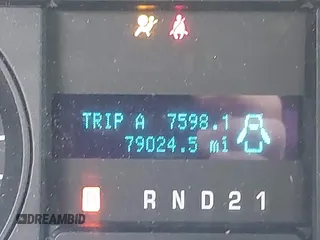 TRIP A 7598.1
79024.5 mi
R N D 2 1
DREAMBID